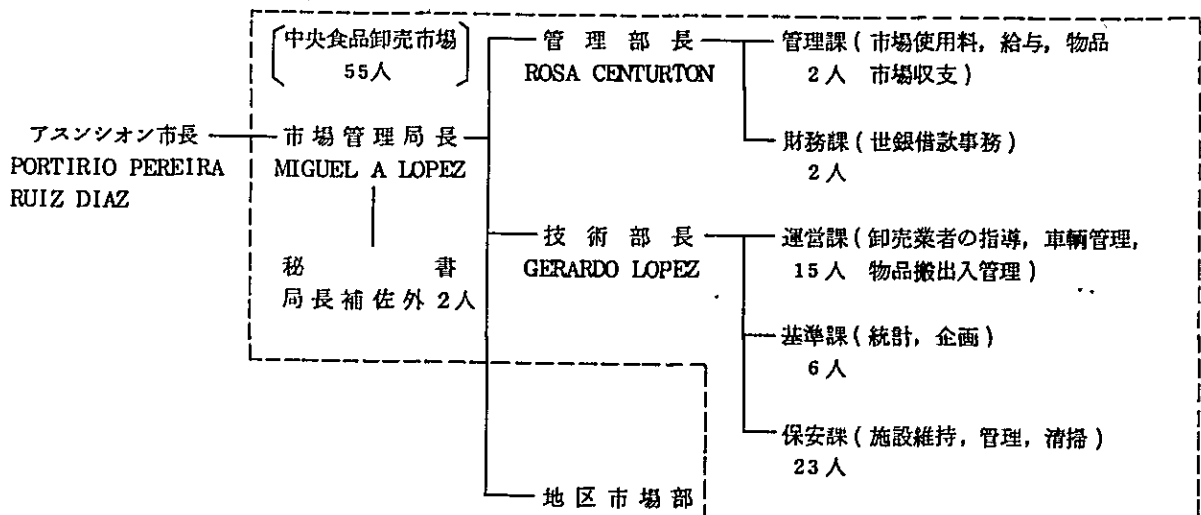 中央食品卸売市場
55人
アスンシオン市長
PORTIRIO PEREIRA
RUIZ DIAZ
市場管理局長
MIGUEL A LOPEZ
秘書
局長補佐外2人
管理部長
ROSA CENTURTON
管理課(市場使用料,給与,物品
2人 市場収支)
財務課(世銀借款事務)
2人
技術部長
GERARDO LOPEZ
運営課(卸売業者の指導,車輌管理,
15人 物品搬出入管理)
基準課(統計,企画)
6人
保安課(施設維持,管理,清掃)
23人
地区市場部